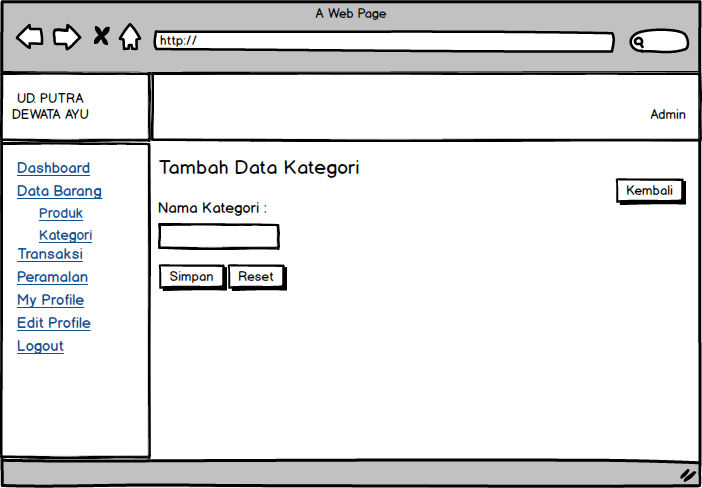 A Web Page
http://
UD. PUTRA
DEWATA AYU
Admin
Dashboard
Data Barang
Produk
Kategori
Transaksi
Peramalan
My Profile
Edit Profile
Logout
Tambah Data Kategori
Kembali
Nama Kategori :
Simpan
Reset